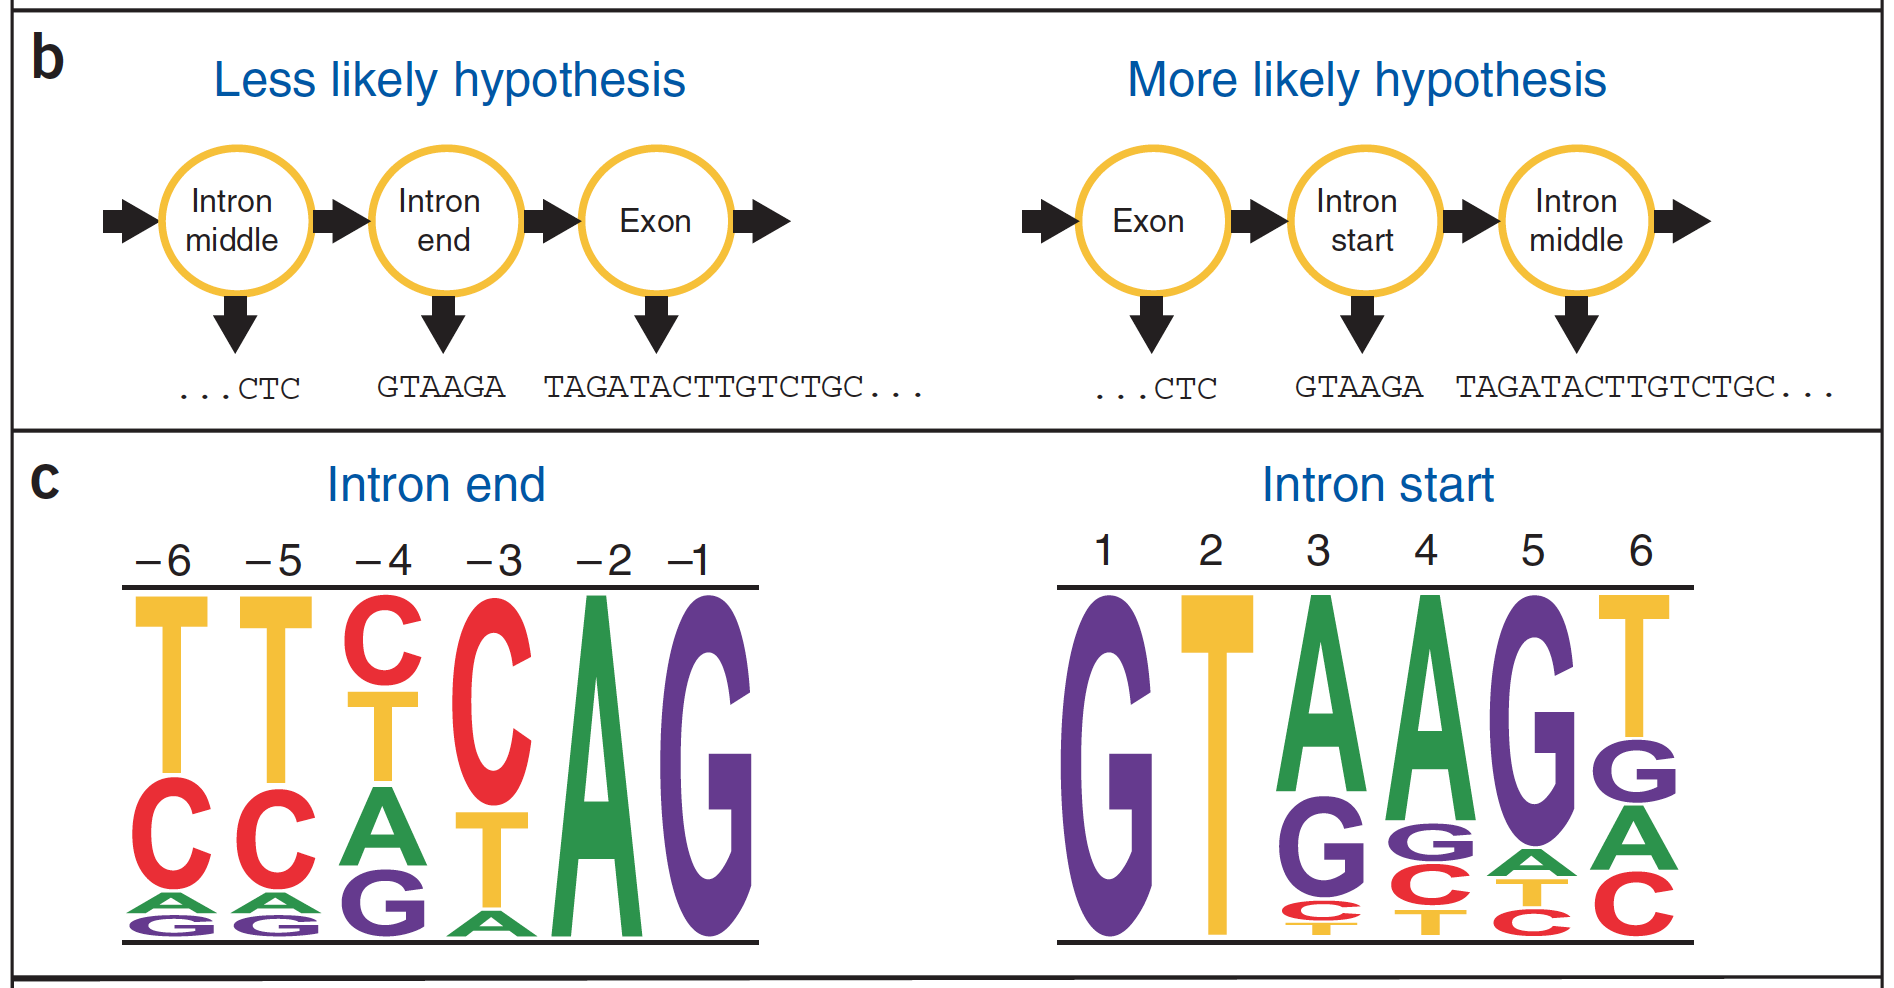 b
Less likely hypothesis
More likely hypothesis
Intron middle
Intron end
Exon
Exon
Intron start
Intron middle
...CTC GTAAGA TAGATACTTGTCTGC...
...CTC GTAAGA TAGATACTTGTCTGC...
c
Intron end
Intron start
–6 –5 –4 –3 –2 –1
1 2 3 4 5 6
T T C C A G
C C T T
A A A A
G G G
G T A A G T
G G A G
C C T A
T T C C